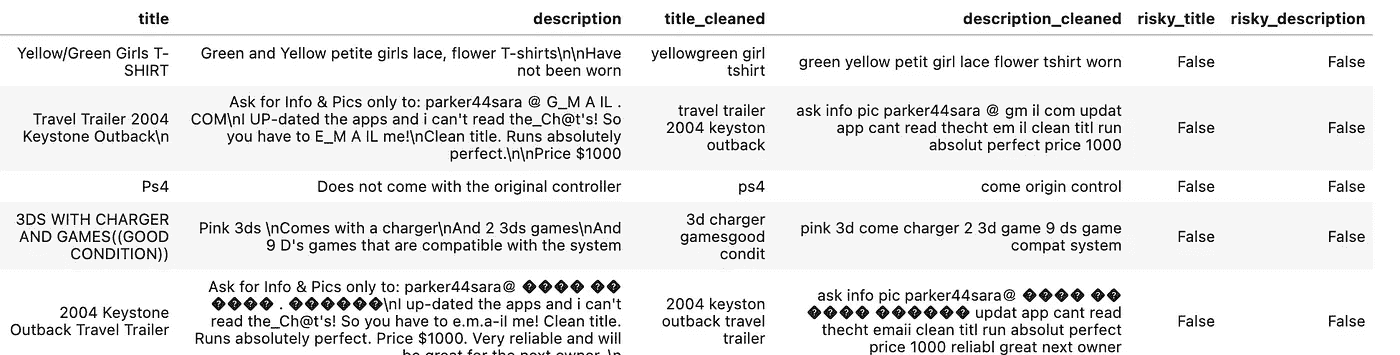 title description title_cleaned description_cleaned risky_title risky_description
Yellow/Green Girls T-
SHIRT
Green and Yellow petite girls lace, flower T-shirts\n\nHave
not been worn
yellowgreen girl
tshirt
green yellow petit girl lace flower tshirt worn
False
False
Travel Trailer 2004
Keystone Outback\n
Ask for Info & Pics only to: parker44sara @ G_M A IL .
COM\nI UP-dated the apps and i can't read the_Ch@t's! So
you have to E_M A IL me!\nClean title. Runs absolutely
perfect.\n\nPrice $1000
travel trailer
2004 keyston
outback
ask info pic parker44sara @ gm il com updat
app cant read thecht em il clean titl run
absolut perfect price 1000
False
False
Ps4
Does not come with the original controller
ps4
come origin control
False
False
3DS WITH CHARGER
AND GAMES((GOOD
CONDITION))
Pink 3ds \nComes with a charger\nAnd 2 3ds games\nAnd
9 D's games that are compatible with the system
3d charger
gamesgood
condit
pink 3d come charger 2 3d game 9 ds game
compat system
False
False
2004 Keystone
Outback Travel Trailer
Ask for Info & Pics only to: parker44sara@ ���� ��
���� . ������\nI up-dated the apps and i can't
read the_Ch@t's! So you have to e.m.a-il me! Clean title.
Runs absolutely perfect. Price $1000. Very reliable and will
be great for the next owner. \n
2004 keyston
outback travel
trailer
ask info pic parker44sara@ ���� ��
���� ������ updat app cant read
thecht emaii clean titl run absolut perfect
price 1000 reliabl great next owner
False
False